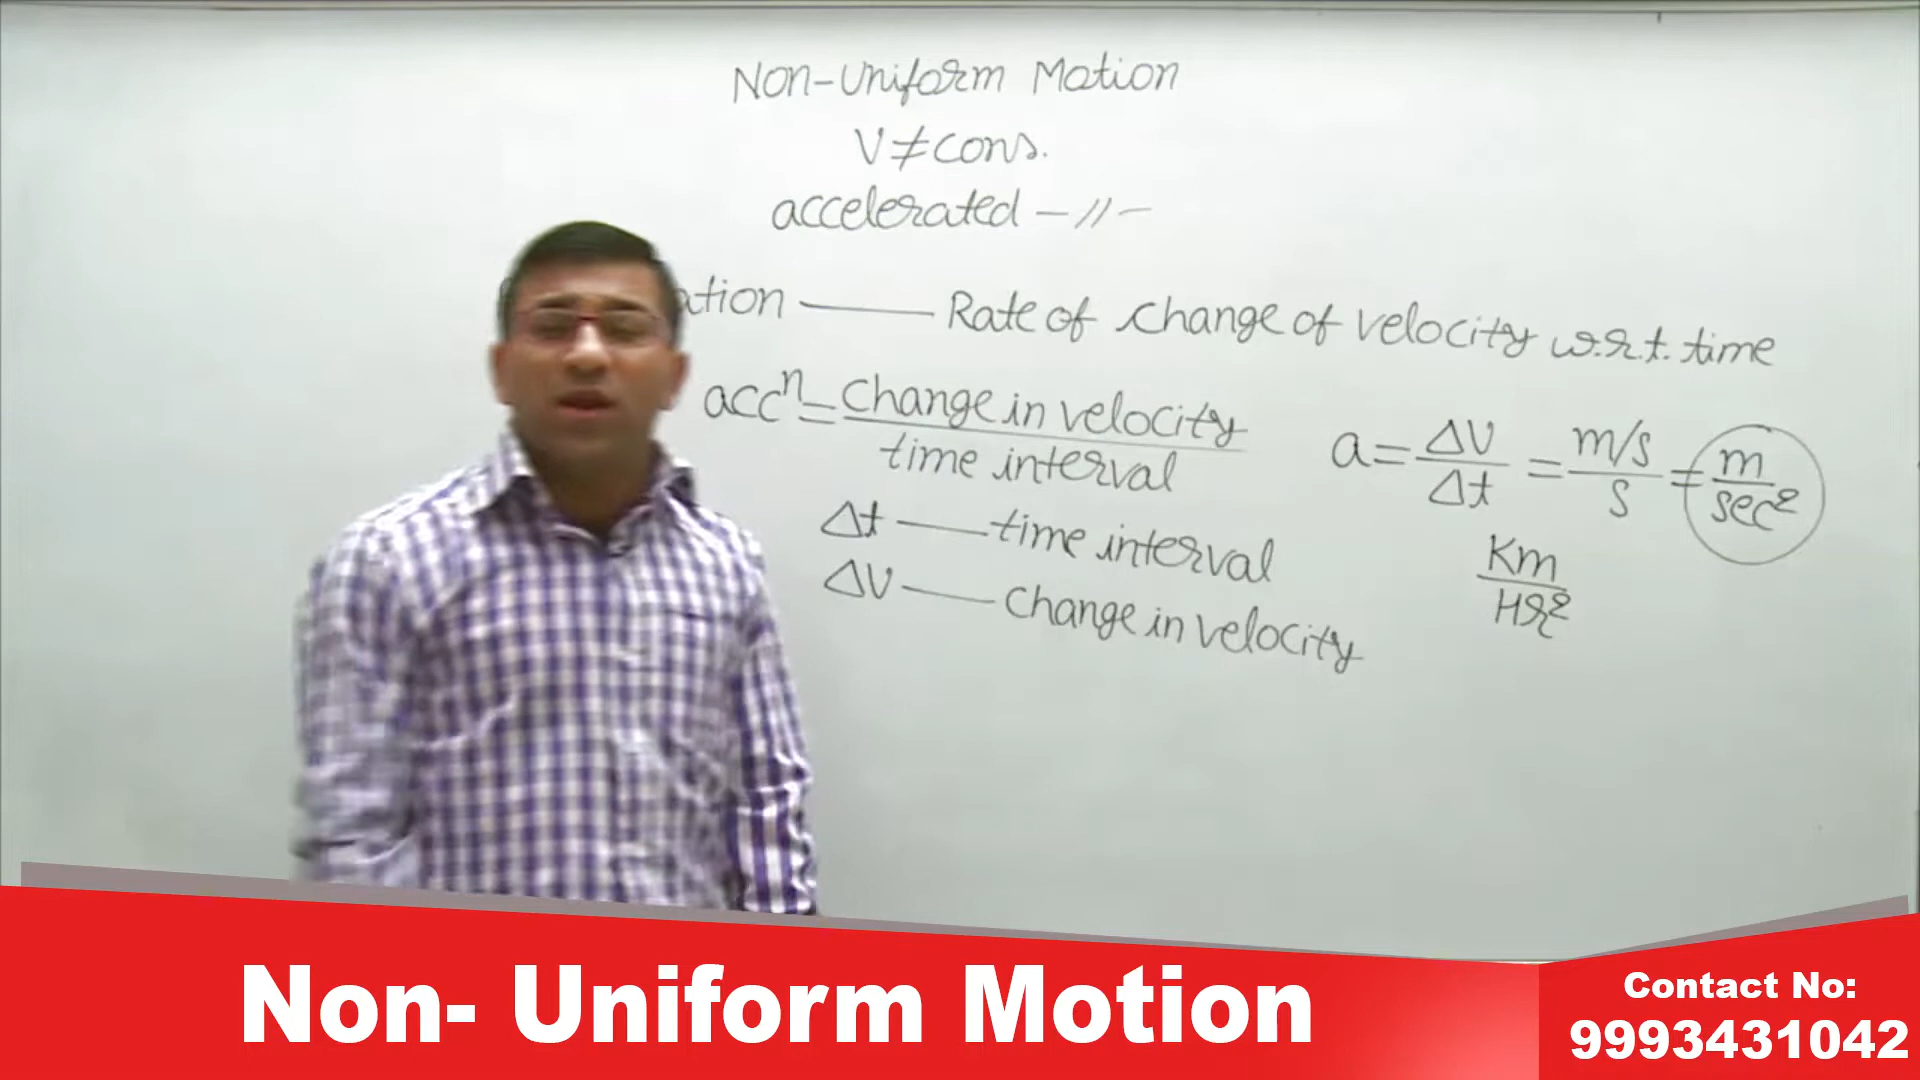 Non-Uniform Motion
V≠cons.
accelerated —//—
ation —— Rate of change of velocity w.r.t. time
accⁿ = Change in velocity / time interval
a = ΔV/Δt = m/s / s = m/sec²
Δt —— time interval
ΔV —— Change in velocity
Km/Hr²
Non- Uniform Motion
Contact No:
9993431042